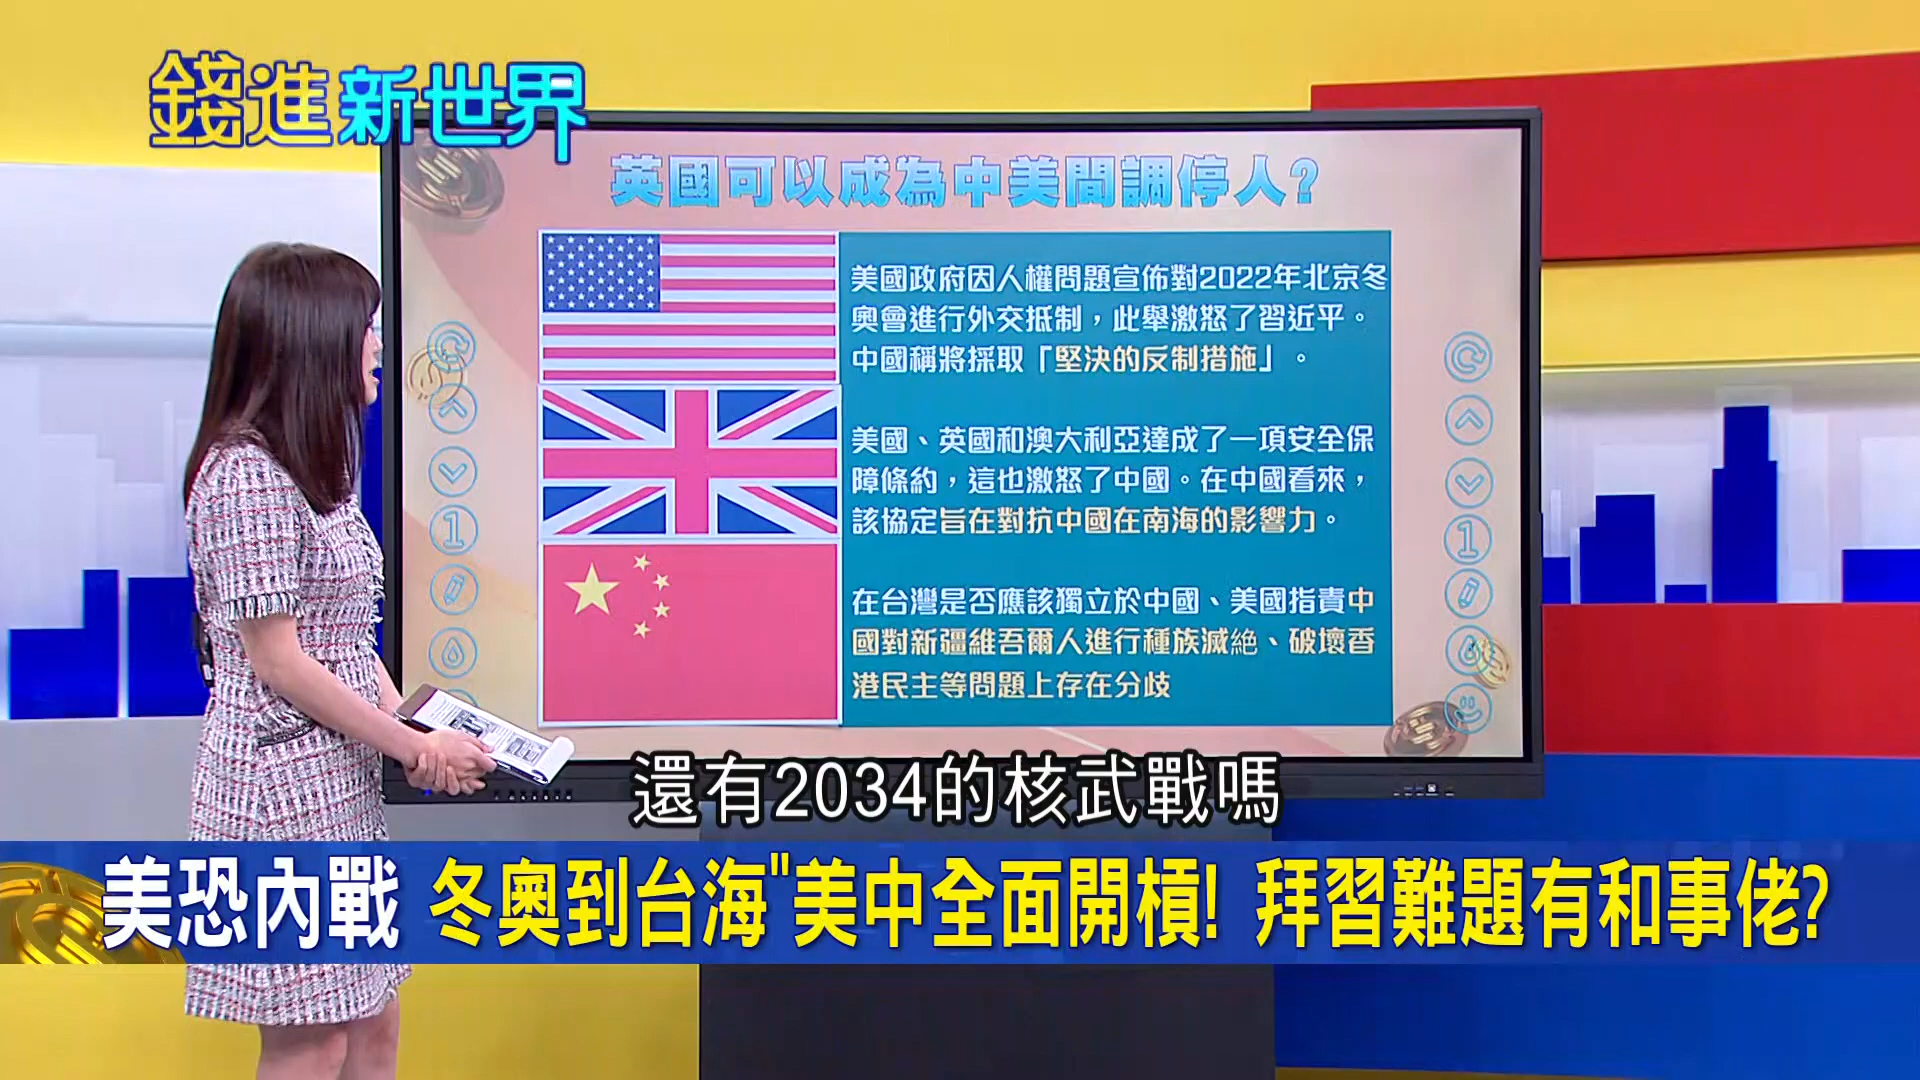 錢進新世界
英國可以成為中美間調停人?
美國政府因人權問題宣佈對2022年北京冬
奧會進行外交抵制，此舉激怒了習近平。
中國稱將採取「堅決的反制措施」。
美國、英國和澳大利亞達成了一項安全保
障條約，這也激怒了中國。在中國看來，
該協定旨在對抗中國在南海的影響力。
在台灣是否應該獨立於中國、美國指責中
國對新疆維吾爾人進行種族滅絶、破壞香
港民主等問題上存在分歧
1
1
還有2034的核武戰嗎
美恐內戰 冬奧到台海"美中全面開槓! 拜習難題有和事佬?